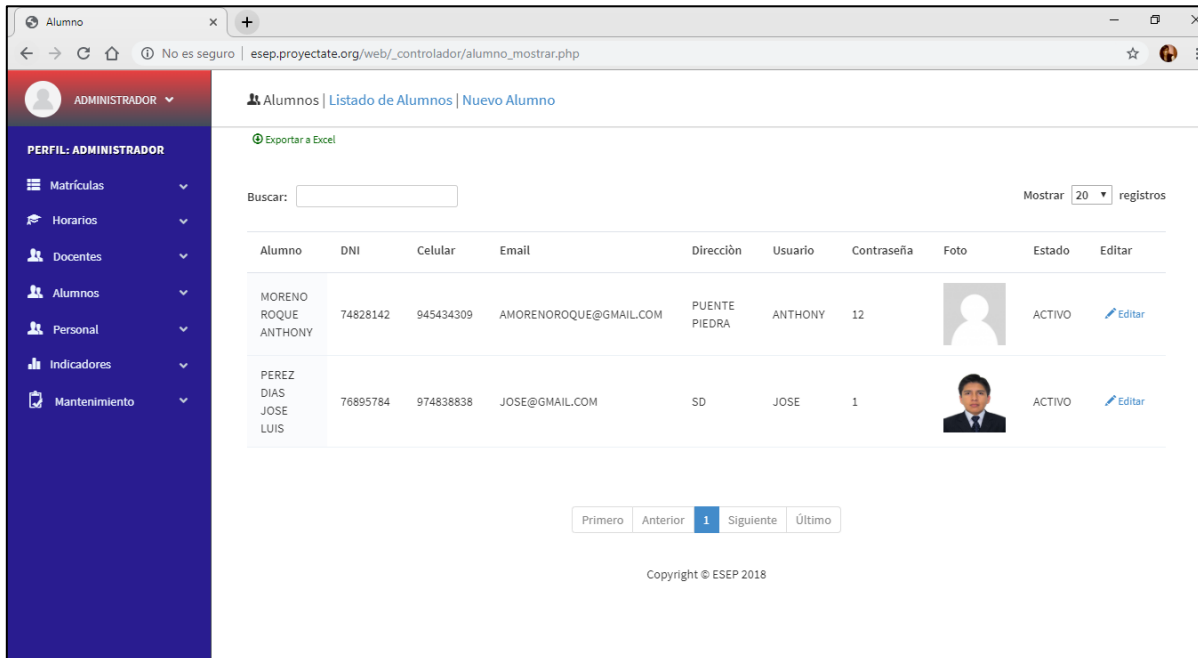 Alumno
No es seguro | esep.proyectate.org/web/_controlador/alumno_mostrar.php
ADMINISTRADOR
Alumnos | Listado de Alumnos | Nuevo Alumno
Exportar a Excel
PERFIL: ADMINISTRADOR
Matrículas
Horarios
Docentes
Alumnos
Personal
Indicadores
Mantenimiento
Buscar:
Mostrar 20 registros
Alumno DNI Celular Email Direcciòn Usuario Contraseña Foto Estado Editar
MORENO
ROQUE
ANTHONY
74828142 945434309 AMORENOROQUE@GMAIL.COM
PUENTE
PIEDRA
ANTHONY 12 ACTIVO Editar
PEREZ
DIAS
JOSE
LUIS
76895784 974838838 JOSE@GMAIL.COM SD JOSE 1 ACTIVO Editar
Primero Anterior 1 Siguiente Último
Copyright © ESEP 2018